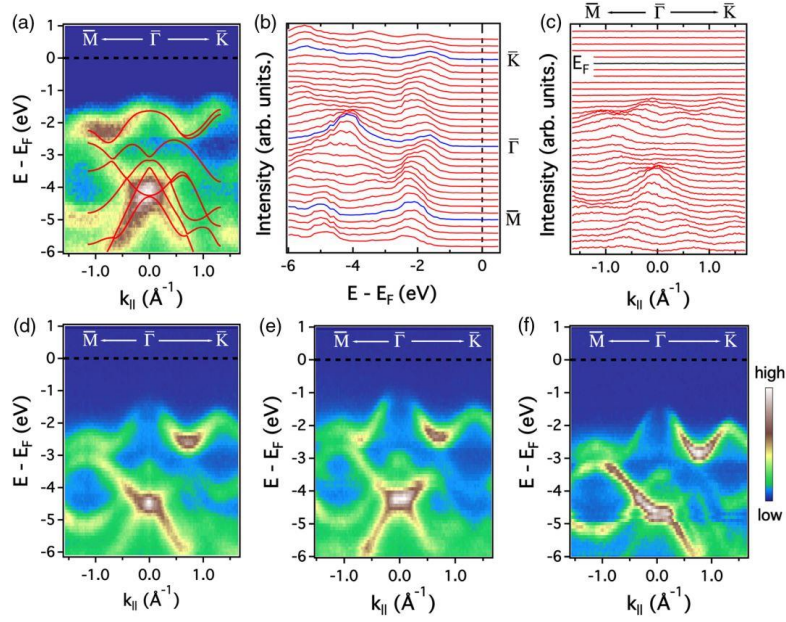 (a)
M̄ ← Γ̄ → K̄
1
0
-1
-2
-3
-4
-5
-6
E - E_F (eV)
-1.0 0.0 1.0
k_|| (Å⁻¹)
(b)
Intensity (arb. units.)
K̄
Γ̄
M̄
-6 -4 -2 0
E - E_F (eV)
(c)
M̄ ← Γ̄ → K̄
E_F
Intensity (arb. units.)
-1.0 0.0 1.0
k_|| (Å⁻¹)
(d)
M̄ ← Γ̄ → K̄
1
0
-1
-2
-3
-4
-5
-6
E - E_F (eV)
-1.0 0.0 1.0
k_|| (Å⁻¹)
(e)
M̄ ← Γ̄ → K̄
1
0
-1
-2
-3
-4
-5
-6
E - E_F (eV)
-1.0 0.0 1.0
k_|| (Å⁻¹)
(f)
M̄ ← Γ̄ → K̄
1
0
-1
-2
-3
-4
-5
-6
E - E_F (eV)
-1.0 0.0 1.0
k_|| (Å⁻¹)
high
low